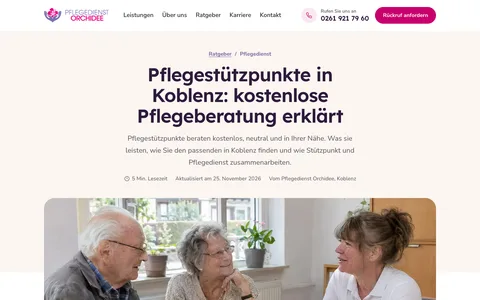 PFLEGEDIENST
ORCHIDEE
Leistungen Über uns Ratgeber Karriere Kontakt
Rufen Sie uns an
0261 921 79 60
Rückruf anfordern
Ratgeber / Pflegedienst
Pflegestützpunkte in
Koblenz: kostenlose
Pflegeberatung erklärt
Pflegestützpunkte beraten kostenlos, neutral und in Ihrer Nähe. Was sie
leisten, wie Sie den passenden in Koblenz finden und wie Stützpunkt und
Pflegedienst zusammenarbeiten.
5 Min. Lesezeit Aktualisiert am 25. November 2026 Vom Pflegedienst Orchidee, Koblenz